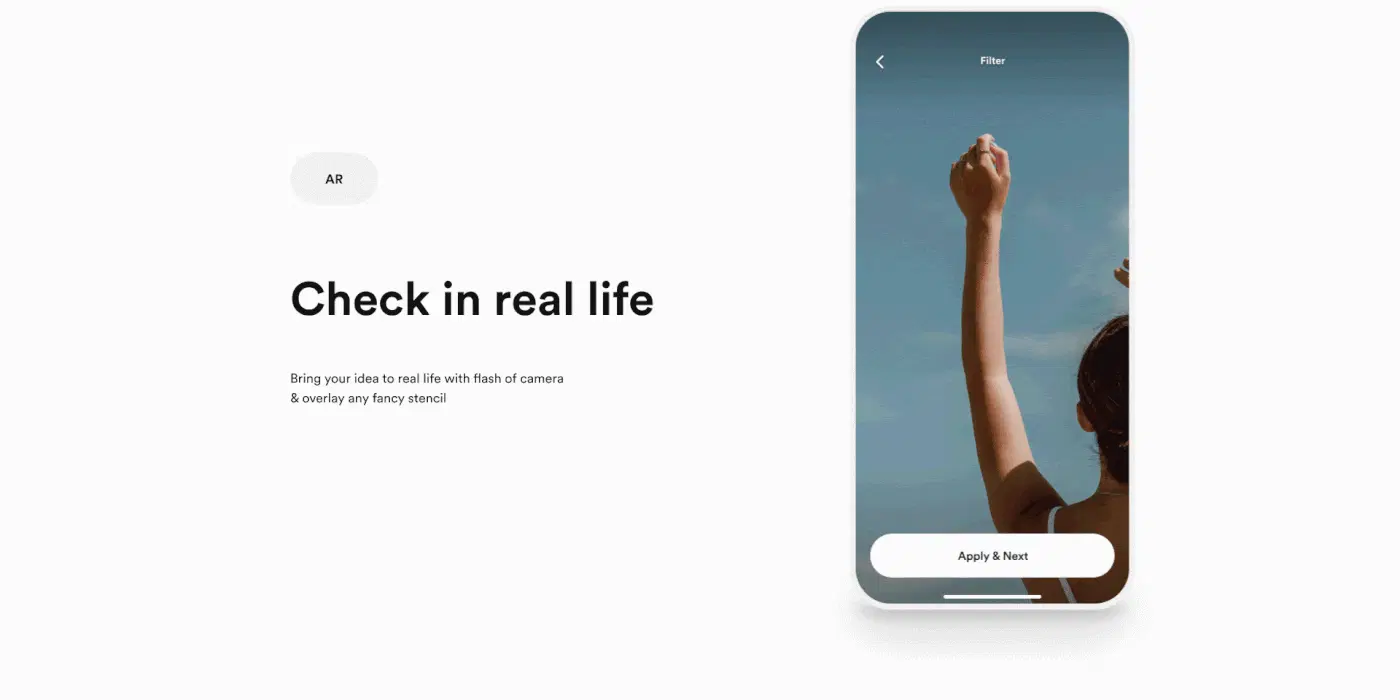 AR
Check in real life
Bring your idea to real life with flash of camera
& overlay any fancy stencil
Filter
Apply & Next